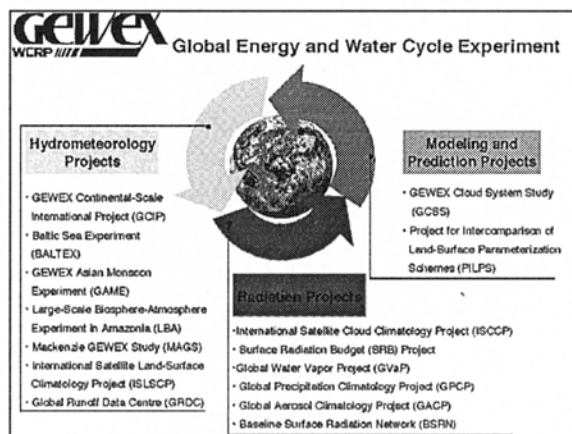 GEWEX
WCRP
Global Energy and Water Cycle Experiment
Hydrometeorology
Projects
· GEWEX Continental-Scale
International Project (GCIP)
· Baltic Sea Experiment
(BALTEX)
· GEWEX Asian Monsoon
Experiment (GAME)
· Large-Scale Biosphere-Atmosphere
Experiment in Amazonia (LBA)
· Mackenzie GEWEX Study (MAGS)
· International Satellite Land-Surface
Climatology Project (ISLSCP)
· Global Runoff Data Centre (GRDC)
Modeling and
Prediction Projects
· GEWEX Cloud System Study
(GCSS)
· Project for Intercomparison of
Land-Surface Parameterization
Schemes (PILPS)
Radiation Projects
·International Satellite Cloud Climatology Project (ISCCP)
· Surface Radiation Budget (SRB) Project
·Global Water Vapor Project (GVaP)
· Global Precipitation Climatology Project (GPCP)
· Global Aerosol Climatology Project (GACP)
· Baseline Surface Radiation Network (BSRN)